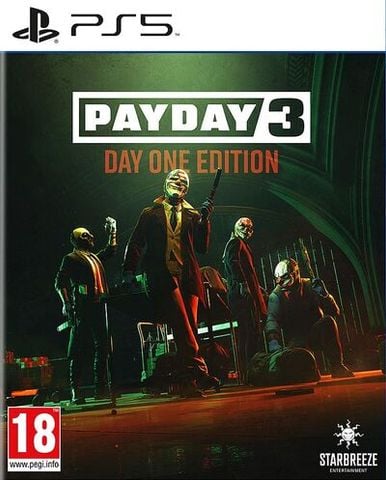 PS5
PAYDAY 3
DAY ONE EDITION
18
www.pegi.info
STARBREEZE
ENTERTAINMENT